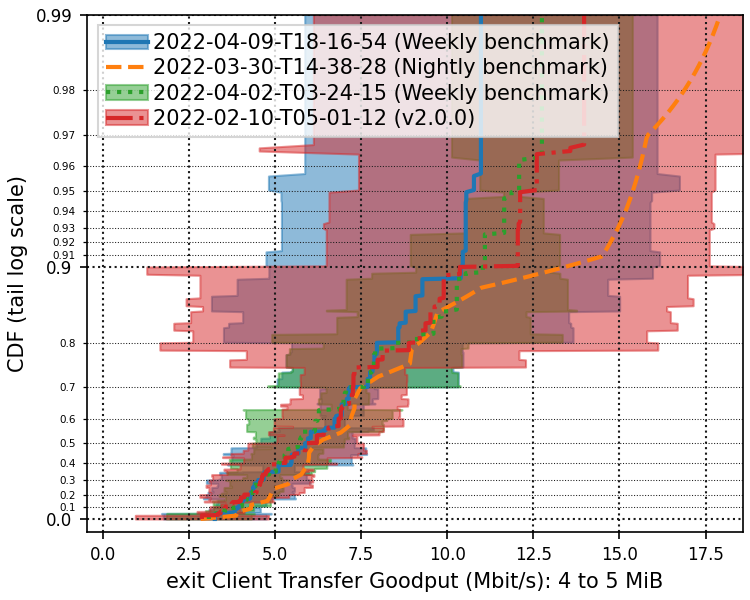 0.99
2022-04-09-T18-16-54 (Weekly benchmark)
2022-03-30-T14-38-28 (Nightly benchmark)
2022-04-02-T03-24-15 (Weekly benchmark)
2022-02-10-T05-01-12 (v2.0.0)
0.98
0.97
0.96
0.95
0.94
0.93
0.92
0.91
0.9
0.8
0.7
0.6
0.5
0.4
0.3
0.2
0.1
0.0
CDF (tail log scale)
0.0 2.5 5.0 7.5 10.0 12.5 15.0 17.5
exit Client Transfer Goodput (Mbit/s): 4 to 5 MiB